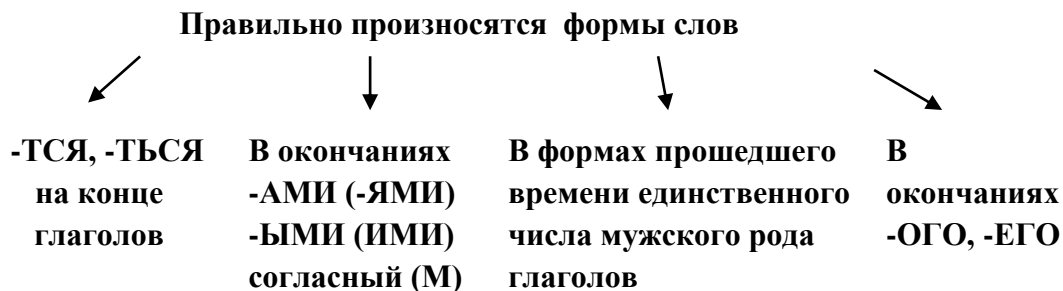 Правильно произносятся формы слов
-ТСЯ, -ТЬСЯ
на конце
глаголов
В окончаниях
-АМИ (-ЯМИ)
-ЫМИ (ИМИ)
согласный (М)
В формах прошедшего
времени единственного
числа мужского рода
глаголов
В
окончаниях
-ОГО, -ЕГО